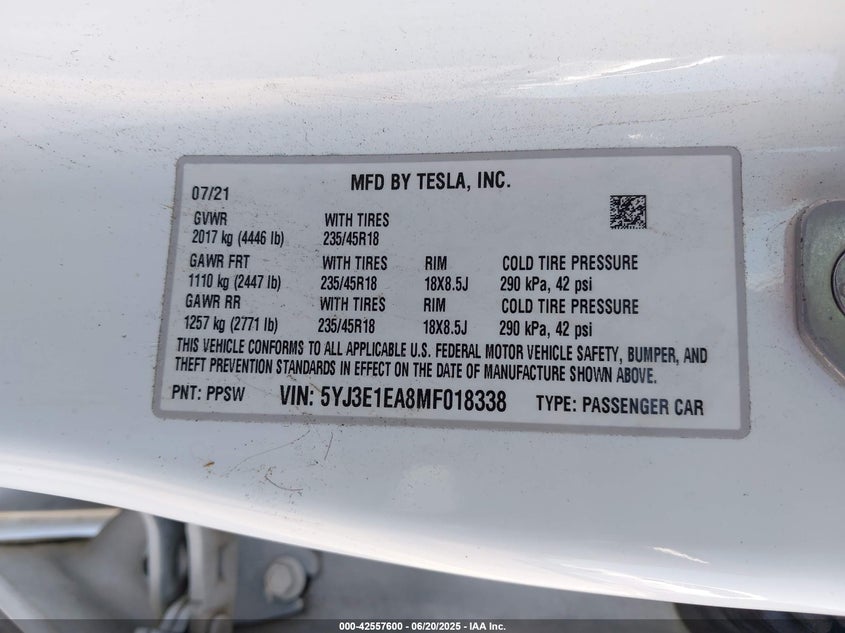 MFD BY TESLA, INC.
07/21
GVWR WITH TIRES
2017 kg (4446 lb) 235/45R18
GAWR FRT WITH TIRES RIM COLD TIRE PRESSURE
1110 kg (2447 lb) 235/45R18 18X8.5J 290 kPa, 42 psi
GAWR RR WITH TIRES RIM COLD TIRE PRESSURE
1257 kg (2771 lb) 235/45R18 18X8.5J 290 kPa, 42 psi
THIS VEHICLE CONFORMS TO ALL APPLICABLE U.S. FEDERAL MOTOR VEHICLE SAFETY, BUMPER, AND
THEFT PREVENTION STANDARDS IN EFFECT ON THE DATE OF MANUFACTURE SHOWN ABOVE.
PNT: PPSW VIN: 5YJ3E1EA8MF018338 TYPE: PASSENGER CAR
000-42557600 - 06/20/2025 - IAA Inc.